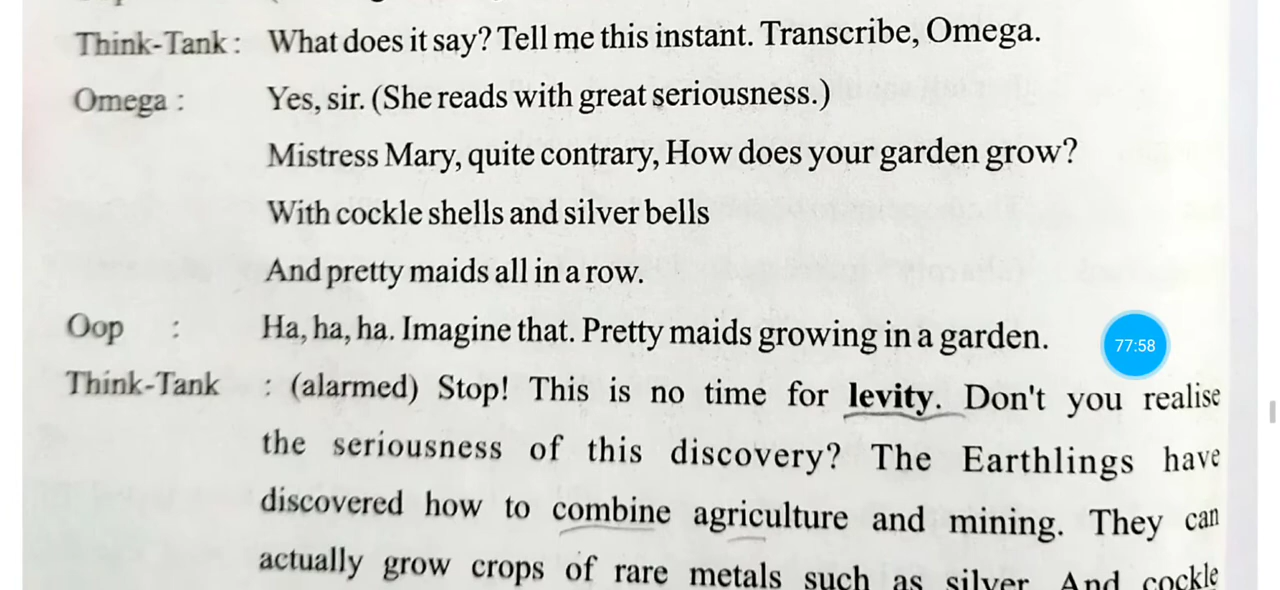 Think-Tank : What does it say? Tell me this instant. Transcribe, Omega.
Omega : Yes, sir. (She reads with great seriousness.)
Mistress Mary, quite contrary, How does your garden grow?
With cockle shells and silver bells
And pretty maids all in a row.
Oop : Ha, ha, ha. Imagine that. Pretty maids growing in a garden.
77:58
Think-Tank : (alarmed) Stop! This is no time for levity. Don't you realise
the seriousness of this discovery? The Earthlings have
discovered how to combine agriculture and mining. They can
actually grow crops of rare metals such as silver. And cockle